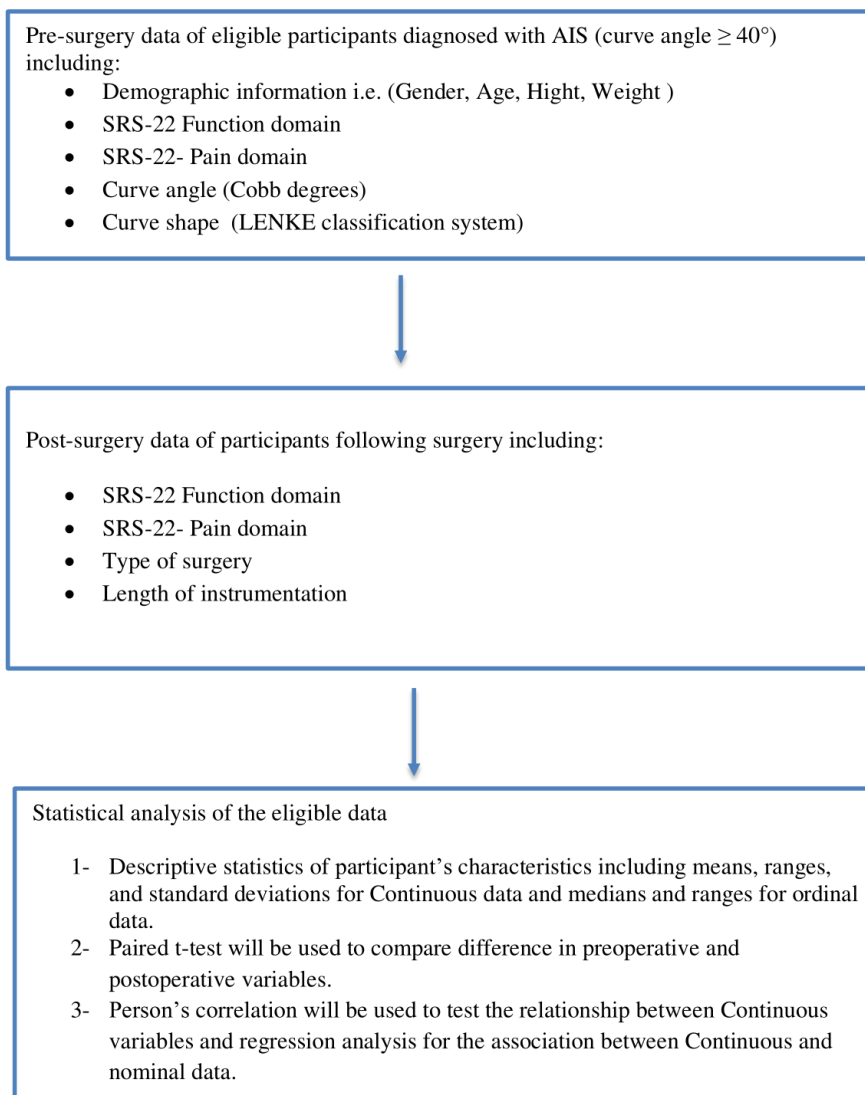 Pre-surgery data of eligible participants diagnosed with AIS (curve angle ≥ 40°)
including:
• Demographic information i.e. (Gender, Age, Hight, Weight )
• SRS-22 Function domain
• SRS-22- Pain domain
• Curve angle (Cobb degrees)
• Curve shape (LENKE classification system)
Post-surgery data of participants following surgery including:
• SRS-22 Function domain
• SRS-22- Pain domain
• Type of surgery
• Length of instrumentation
Statistical analysis of the eligible data
1- Descriptive statistics of participant’s characteristics including means, ranges,
and standard deviations for Continuous data and medians and ranges for ordinal
data.
2- Paired t-test will be used to compare difference in preoperative and
postoperative variables.
3- Person’s correlation will be used to test the relationship between Continuous
variables and regression analysis for the association between Continuous and
nominal data.